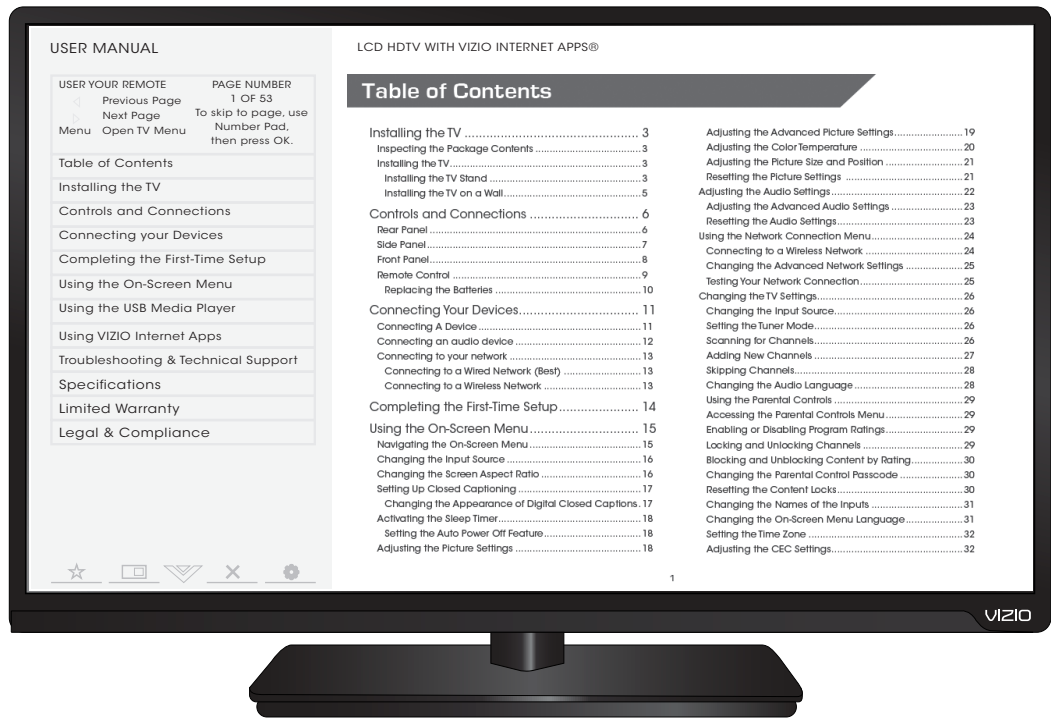 USER MANUAL
USER YOUR REMOTE
Previous Page
Next Page
Menu Open TV Menu
PAGE NUMBER
1 OF 53
To skip to page, use
Number Pad,
then press OK.
Table of Contents
Installing the TV
Controls and Connections
Connecting your Devices
Completing the First-Time Setup
Using the On-Screen Menu
Using the USB Media Player
Using VIZIO Internet Apps
Troubleshooting & Technical Support
Specifications
Limited Warranty
Legal & Compliance
LCD HDTV WITH VIZIO INTERNET APPS®
Table of Contents
Installing the TV ........ 3
Inspecting the Package Contents ........ 3
Installing the TV ........ 3
Installing the TV Stand ........ 3
Installing the TV on a Wall ........ 5
Controls and Connections ........ 6
Rear Panel ........ 6
Side Panel ........ 7
Front Panel ........ 8
Remote Control ........ 9
Replacing the Batteries ........ 10
Connecting Your Devices ........ 11
Connecting A Device ........ 11
Connecting an audio device ........ 12
Connecting to your network ........ 13
Connecting to a Wired Network (Best) ........ 13
Connecting to a Wireless Network ........ 13
Completing the First-Time Setup ........ 14
Using the On-Screen Menu ........ 15
Navigating the On-Screen Menu ........ 15
Changing the Input Source ........ 16
Changing the Screen Aspect Ratio ........ 16
Setting Up Closed Captioning ........ 17
Changing the Appearance of Digital Closed Captions. 17
Activating the Sleep Timer ........ 18
Setting the Auto Power Off Feature ........ 18
Adjusting the Picture Settings ........ 18
Adjusting the Advanced Picture Settings ........ 19
Adjusting the Color Temperature ........ 20
Adjusting the Picture Size and Position ........ 21
Resetting the Picture Settings ........ 21
Adjusting the Audio Settings ........ 22
Adjusting the Advanced Audio Settings ........ 23
Resetting the Audio Settings ........ 23
Using the Network Connection Menu ........ 24
Connecting to a Wireless Network ........ 24
Changing the Advanced Network Settings ........ 25
Testing Your Network Connection ........ 25
Changing the TV Settings ........ 26
Changing the Input Source ........ 26
Setting the Tuner Mode ........ 26
Scanning for Channels ........ 26
Adding New Channels ........ 27
Skipping Channels ........ 28
Changing the Audio Language ........ 28
Using the Parental Controls ........ 29
Accessing the Parental Controls Menu ........ 29
Enabling or Disabling Program Ratings ........ 29
Locking and Unlocking Channels ........ 29
Blocking and Unblocking Content by Rating ........ 30
Changing the Parental Control Passcode ........ 30
Resetting the Content Locks ........ 30
Changing the Names of the Inputs ........ 31
Changing the On-Screen Menu Language ........ 31
Setting the Time Zone ........ 32
Adjusting the CEC Settings ........ 32
1
VIZIO